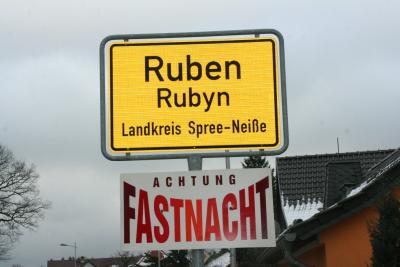 Ruben
Rubyn
Landkreis Spree-Neiße
ACHTUNG
FASTNACHT